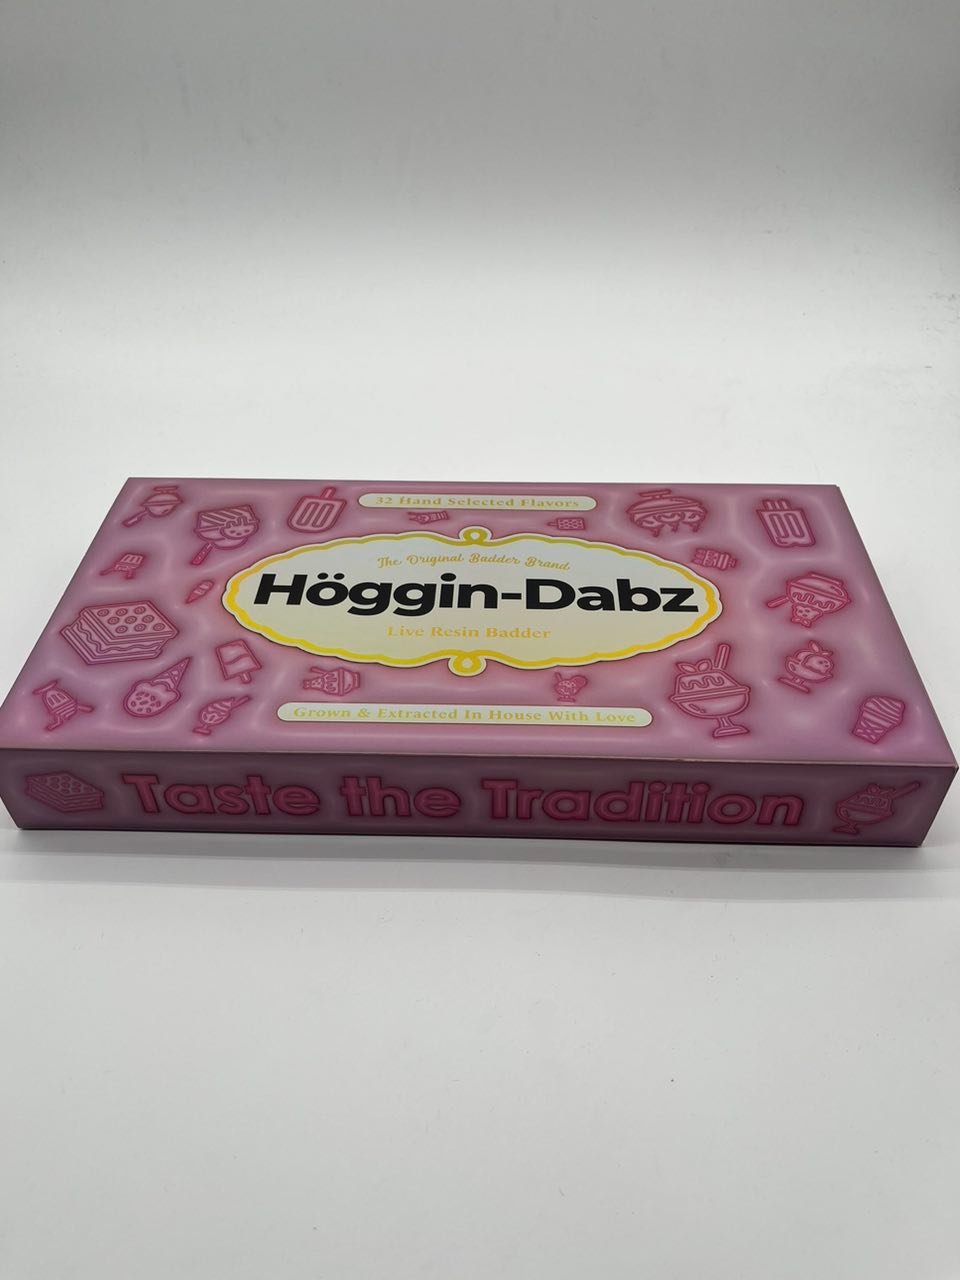 32 Hand Selected Flavors
The Original Badder Brand
Höggin-Dabz
Live Resin Badder
Grown & Extracted In House With Love
Taste the Tradition